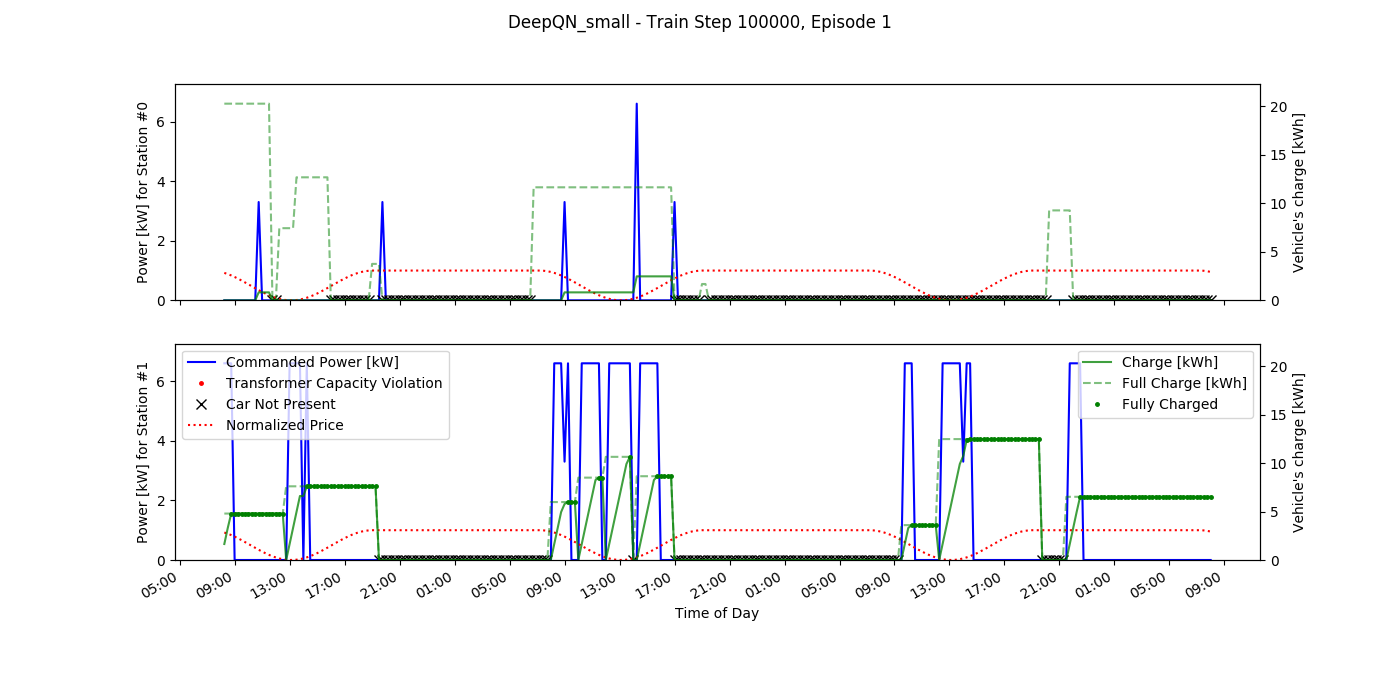 DeepQN_small - Train Step 100000, Episode 1
Power [kW] for Station #0
6
4
2
0
20
15
10
5
0
Vehicle's charge [kWh]
Power [kW] for Station #1
6
4
2
0
Commanded Power [kW]
Transformer Capacity Violation
Car Not Present
Normalized Price
Charge [kWh]
Full Charge [kWh]
Fully Charged
20
15
10
5
0
Vehicle's charge [kWh]
05:00 09:00 13:00 17:00 21:00 01:00 05:00 09:00 13:00 17:00 21:00 01:00 05:00 09:00 13:00 17:00 21:00 01:00 05:00 09:00
Time of Day